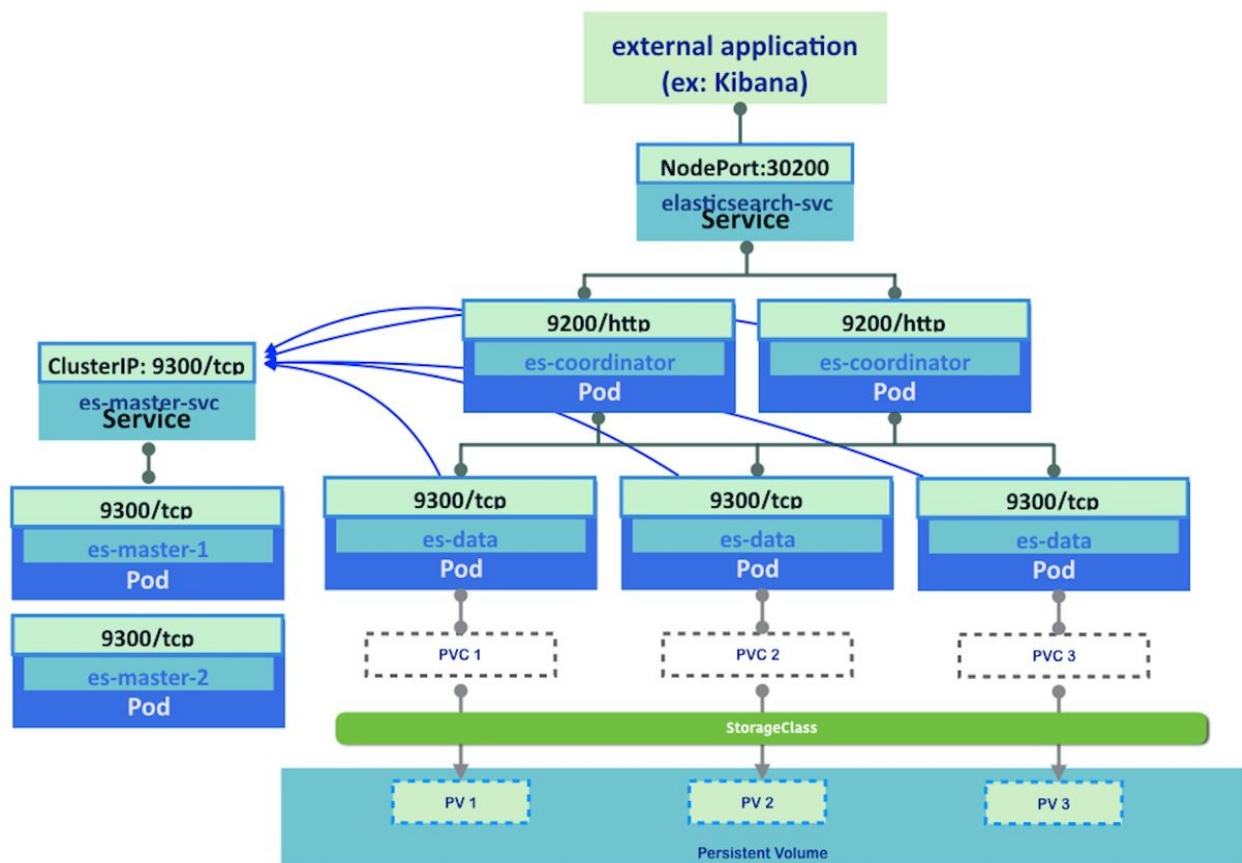 external application
(ex: Kibana)
NodePort:30200
elasticsearch-svc
Service
9200/http
es-coordinator
Pod
9200/http
es-coordinator
Pod
ClusterIP: 9300/tcp
es-master-svc
Service
9300/tcp
es-master-1
Pod
9300/tcp
es-master-2
Pod
9300/tcp
es-data
Pod
9300/tcp
es-data
Pod
9300/tcp
es-data
Pod
PVC 1
PVC 2
PVC 3
StorageClass
PV 1
PV 2
PV 3
Persistent Volume